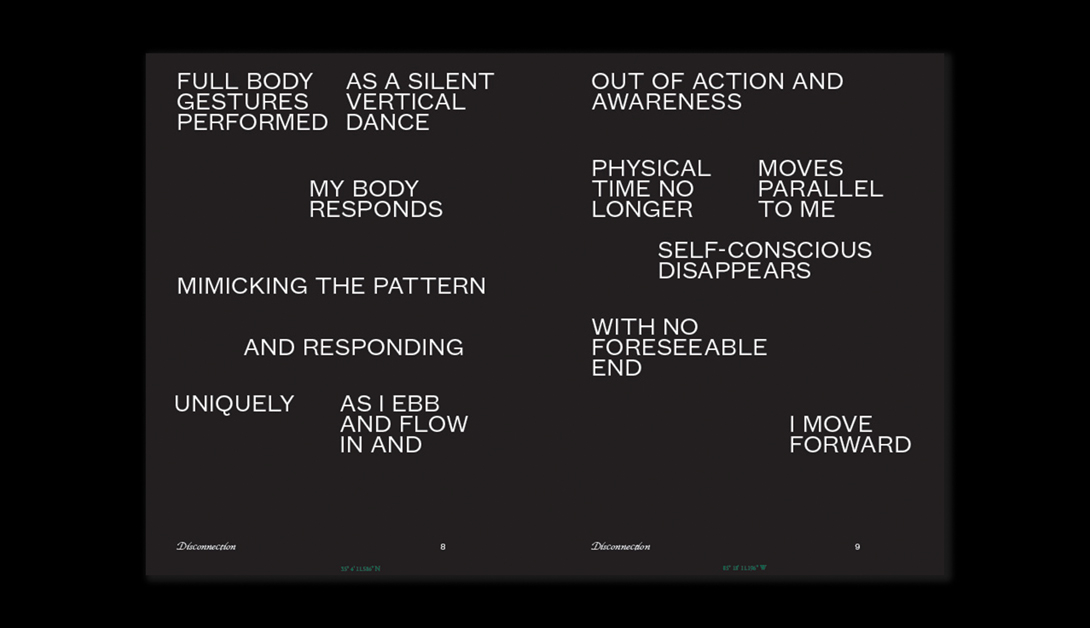 FULL BODY
GESTURES
PERFORMED
AS A SILENT
VERTICAL
DANCE
MY BODY
RESPONDS
MIMICKING THE PATTERN
AND RESPONDING
UNIQUELY
AS I EBB
AND FLOW
IN AND
Disconnection
8
OUT OF ACTION AND
AWARENESS
PHYSICAL
TIME NO
LONGER
MOVES
PARALLEL
TO ME
SELF-CONSCIOUS
DISAPPEARS
WITH NO
FORESEEABLE
END
I MOVE
FORWARD
Disconnection
9